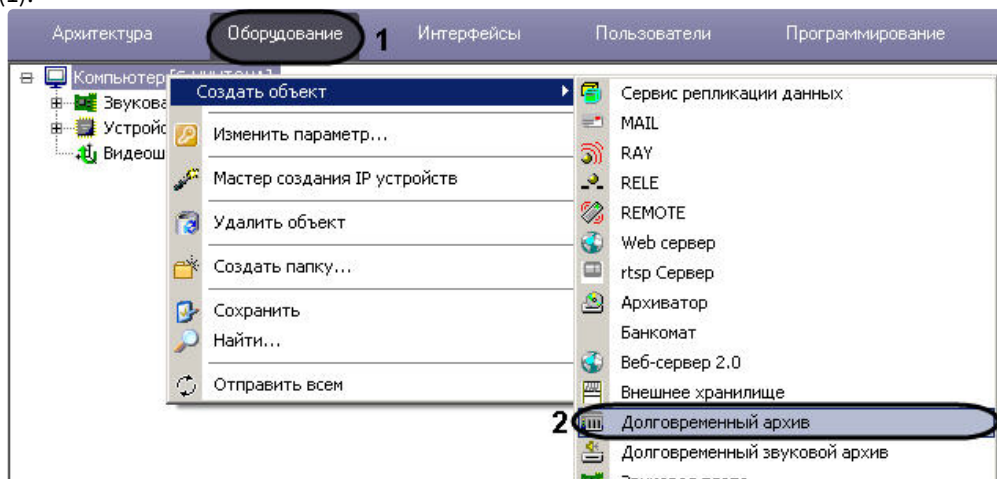 (1).
Архитектура Оборудование 1 Интерфейсы Пользователи Программирование
Компьютер
Создать объект
Изменить параметр...
Мастер создания IP устройств
Удалить объект
Создать папку...
Сохранить
Найти...
Отправить всем
Сервис репликации данных
MAIL
RAY
RELE
REMOTE
Web сервер
rtsp Сервер
Архиватор
Банкомат
Веб-сервер 2.0
Внешнее хранилище
2 Долговременный архив
Долговременный звуковой архив